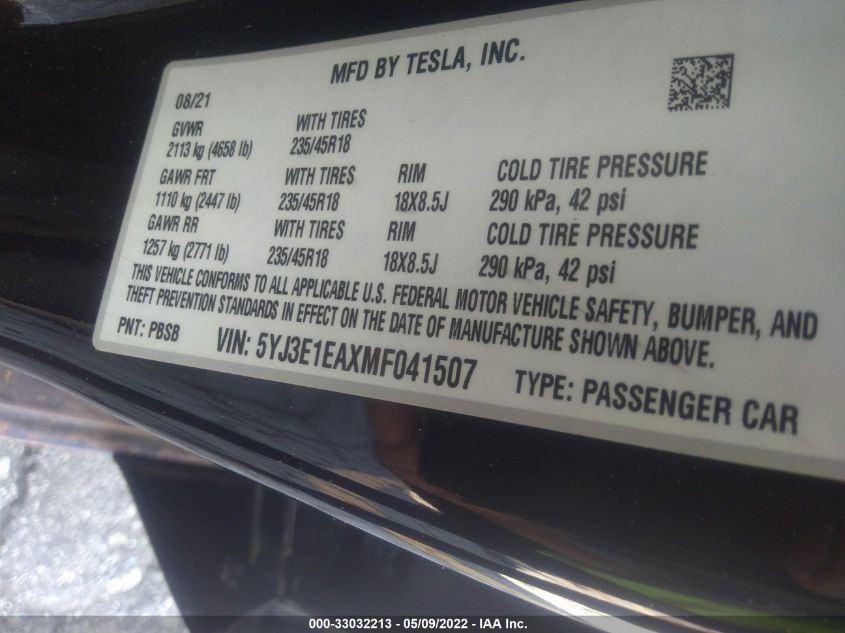 MFD BY TESLA, INC.
08/21
GVWR WITH TIRES
2113 kg (4658 lb) 235/45R18
GAWR FRT WITH TIRES RIM COLD TIRE PRESSURE
1110 kg (2447 lb) 235/45R18 18X8.5J 290 kPa, 42 psi
GAWR RR WITH TIRES RIM COLD TIRE PRESSURE
1257 kg (2771 lb) 235/45R18 18X8.5J 290 kPa, 42 psi
THIS VEHICLE CONFORMS TO ALL APPLICABLE U.S. FEDERAL MOTOR VEHICLE SAFETY, BUMPER, AND
THEFT PREVENTION STANDARDS IN EFFECT ON THE DATE OF MANUFACTURE SHOWN ABOVE.
PNT: PBSB VIN: 5YJ3E1EAXMF041507 TYPE: PASSENGER CAR
000-33032213 - 05/09/2022 - IAA Inc.